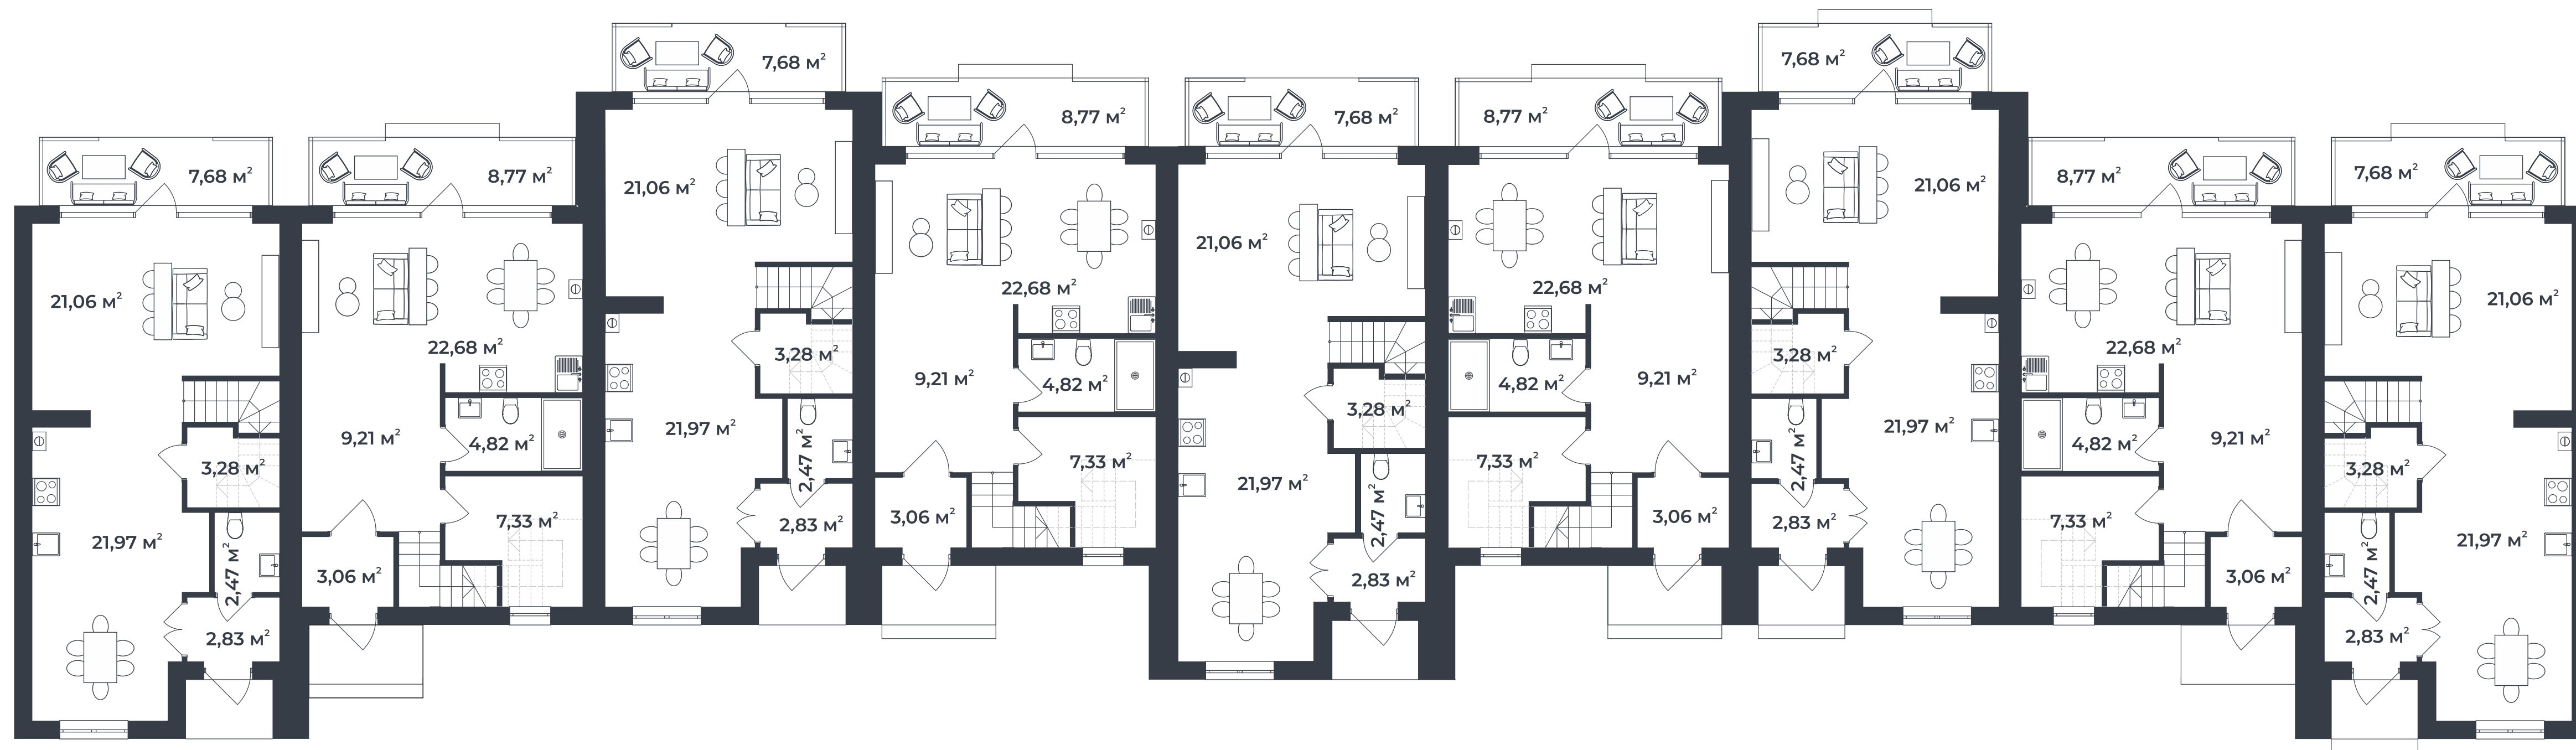 7,68 м²
21,06 м²
3,28 м²
21,97 м²
2,47 м²
2,83 м²
8,77 м²
22,68 м²
9,21 м²
4,82 м²
7,33 м²
3,06 м²
7,68 м²
21,06 м²
3,28 м²
21,97 м²
2,47 м²
2,83 м²
8,77 м²
22,68 м²
9,21 м²
4,82 м²
7,33 м²
3,06 м²
7,68 м²
21,06 м²
3,28 м²
21,97 м²
2,47 м²
2,83 м²
8,77 м²
22,68 м²
4,82 м²
9,21 м²
7,33 м²
3,06 м²
7,68 м²
21,06 м²
3,28 м²
21,97 м²
2,47 м²
2,83 м²
8,77 м²
22,68 м²
4,82 м²
9,21 м²
7,33 м²
3,06 м²
7,68 м²
21,06 м²
3,28 м²
21,97 м²
2,47 м²
2,83 м²